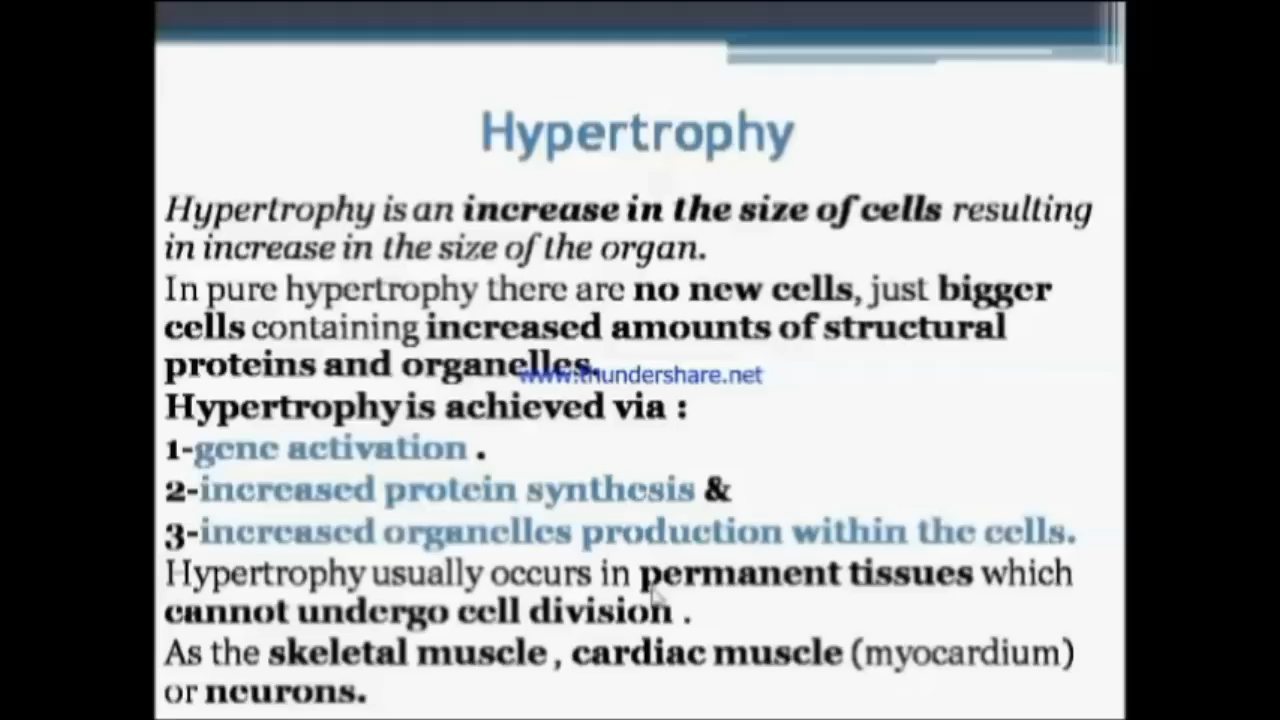 Hypertrophy
Hypertrophy is an increase in the size of cells resulting
in increase in the size of the organ.
In pure hypertrophy there are no new cells, just bigger
cells containing increased amounts of structural
proteins and organelles.
www.thundershare.net
Hypertrophy is achieved via :
1-gene activation .
2-increased protein synthesis &
3-increased organelles production within the cells.
Hypertrophy usually occurs in permanent tissues which
cannot undergo cell division .
As the skeletal muscle , cardiac muscle (myocardium)
or neurons.